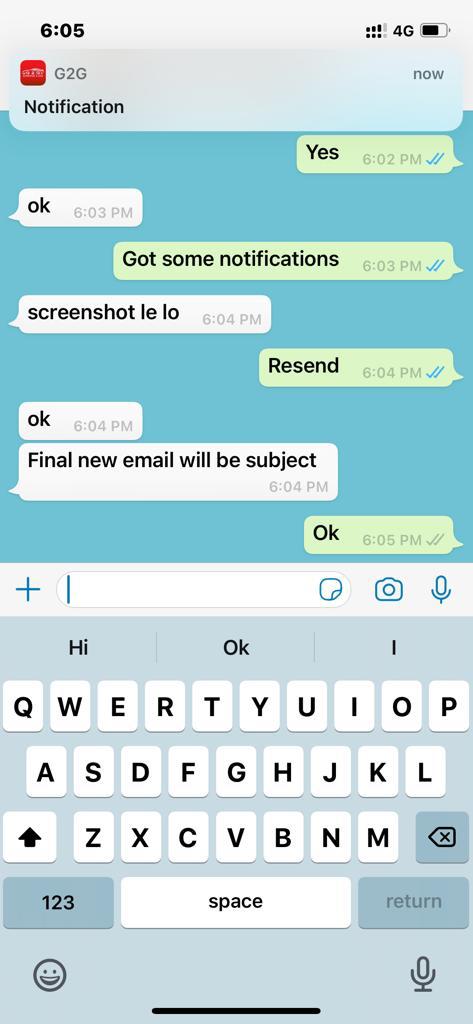 6:05
4G
G2G
now
Notification
Yes
6:02 PM
ok
6:03 PM
Got some notifications
6:03 PM
screenshot le lo
6:04 PM
Resend
6:04 PM
ok
6:04 PM
Final new email will be subject
6:04 PM
Ok
6:05 PM
Hi
Ok
I
Q W E R T Y U I O P
A S D F G H J K L
Z X C V B N M
123
space
return